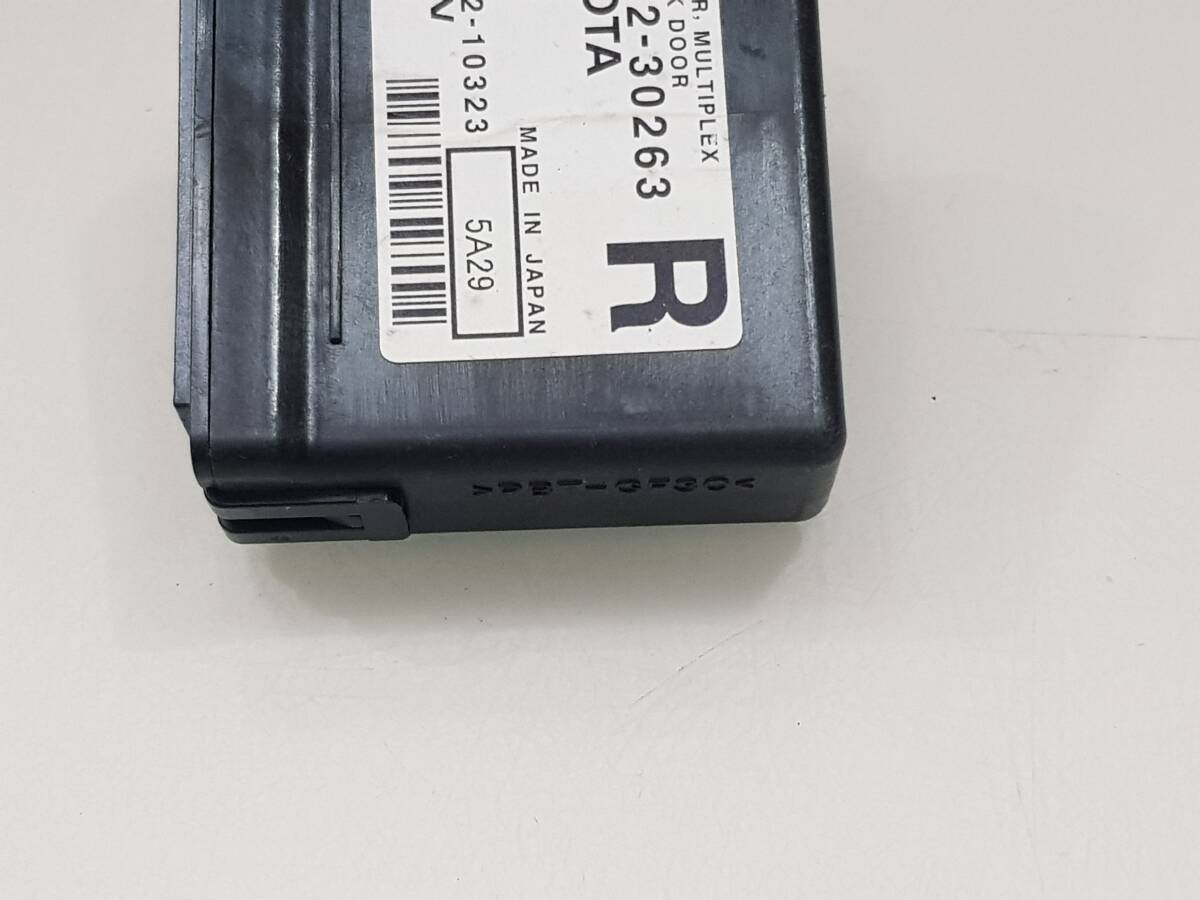 R, MULTIPLEX
K DOOR
2-30263
OTA
R
MADE IN JAPAN
5A29
2-10323
V